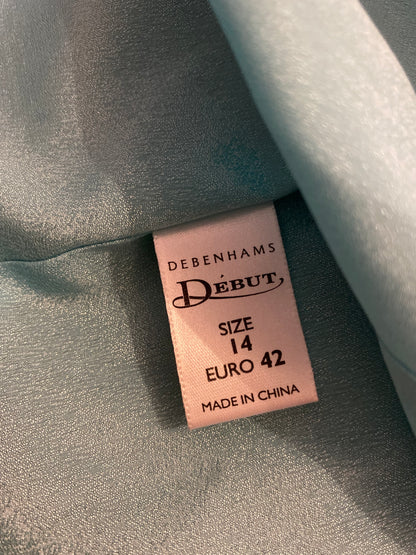 DEBENHAMS
DÉBUT
SIZE
14
EURO 42
MADE IN CHINA